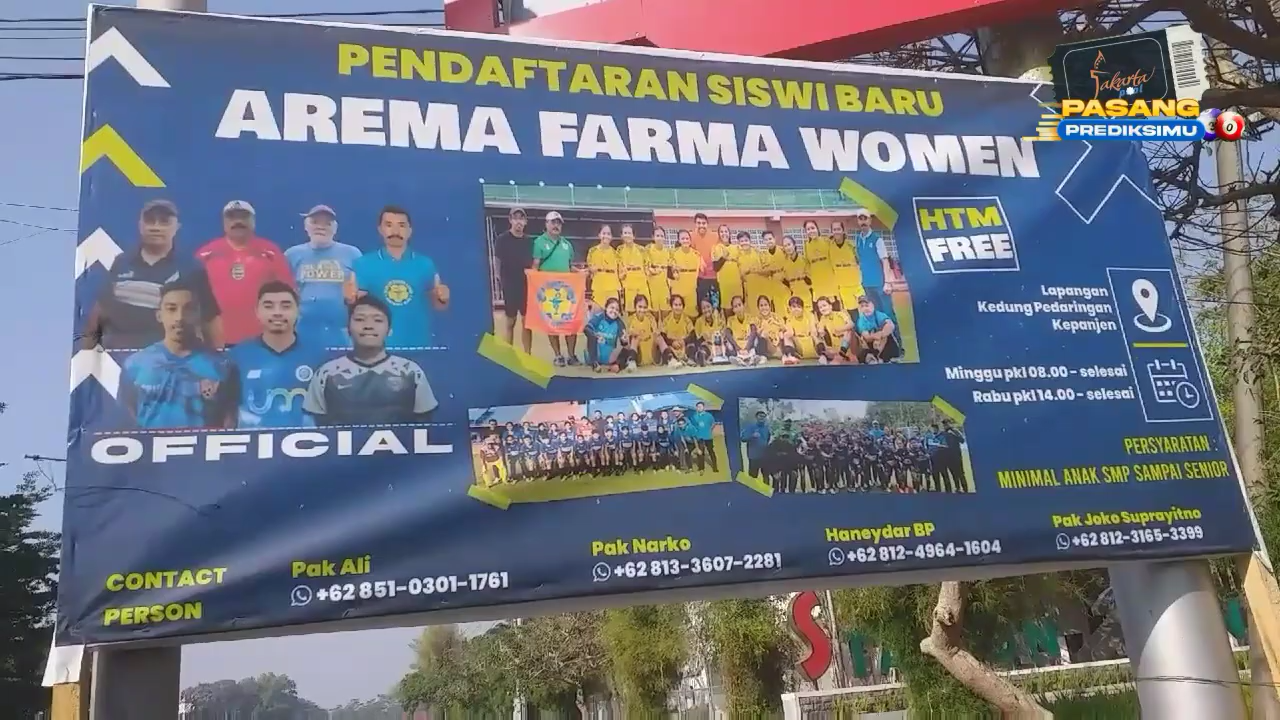 PENDAFTARAN SISWI BARU
AREMA FARMA WOMEN
Jakarta
PASANG
PREDIKSIMU
HTM
FREE
Lapangan
Kedung Pedaringan
Kepanjen
Minggu pkl 08.00 - selesai
Rabu pkl 14.00 - selesai
OFFICIAL
PERSYARATAN :
MINIMAL ANAK SMP SAMPAI SENIOR
CONTACT
PERSON
Pak Ali
+62 851-0301-1761
Pak Narko
+62 813-3607-2281
Haneydar BP
+62 812-4964-1604
Pak Joko Suprayitno
+62 812-3165-3399
S